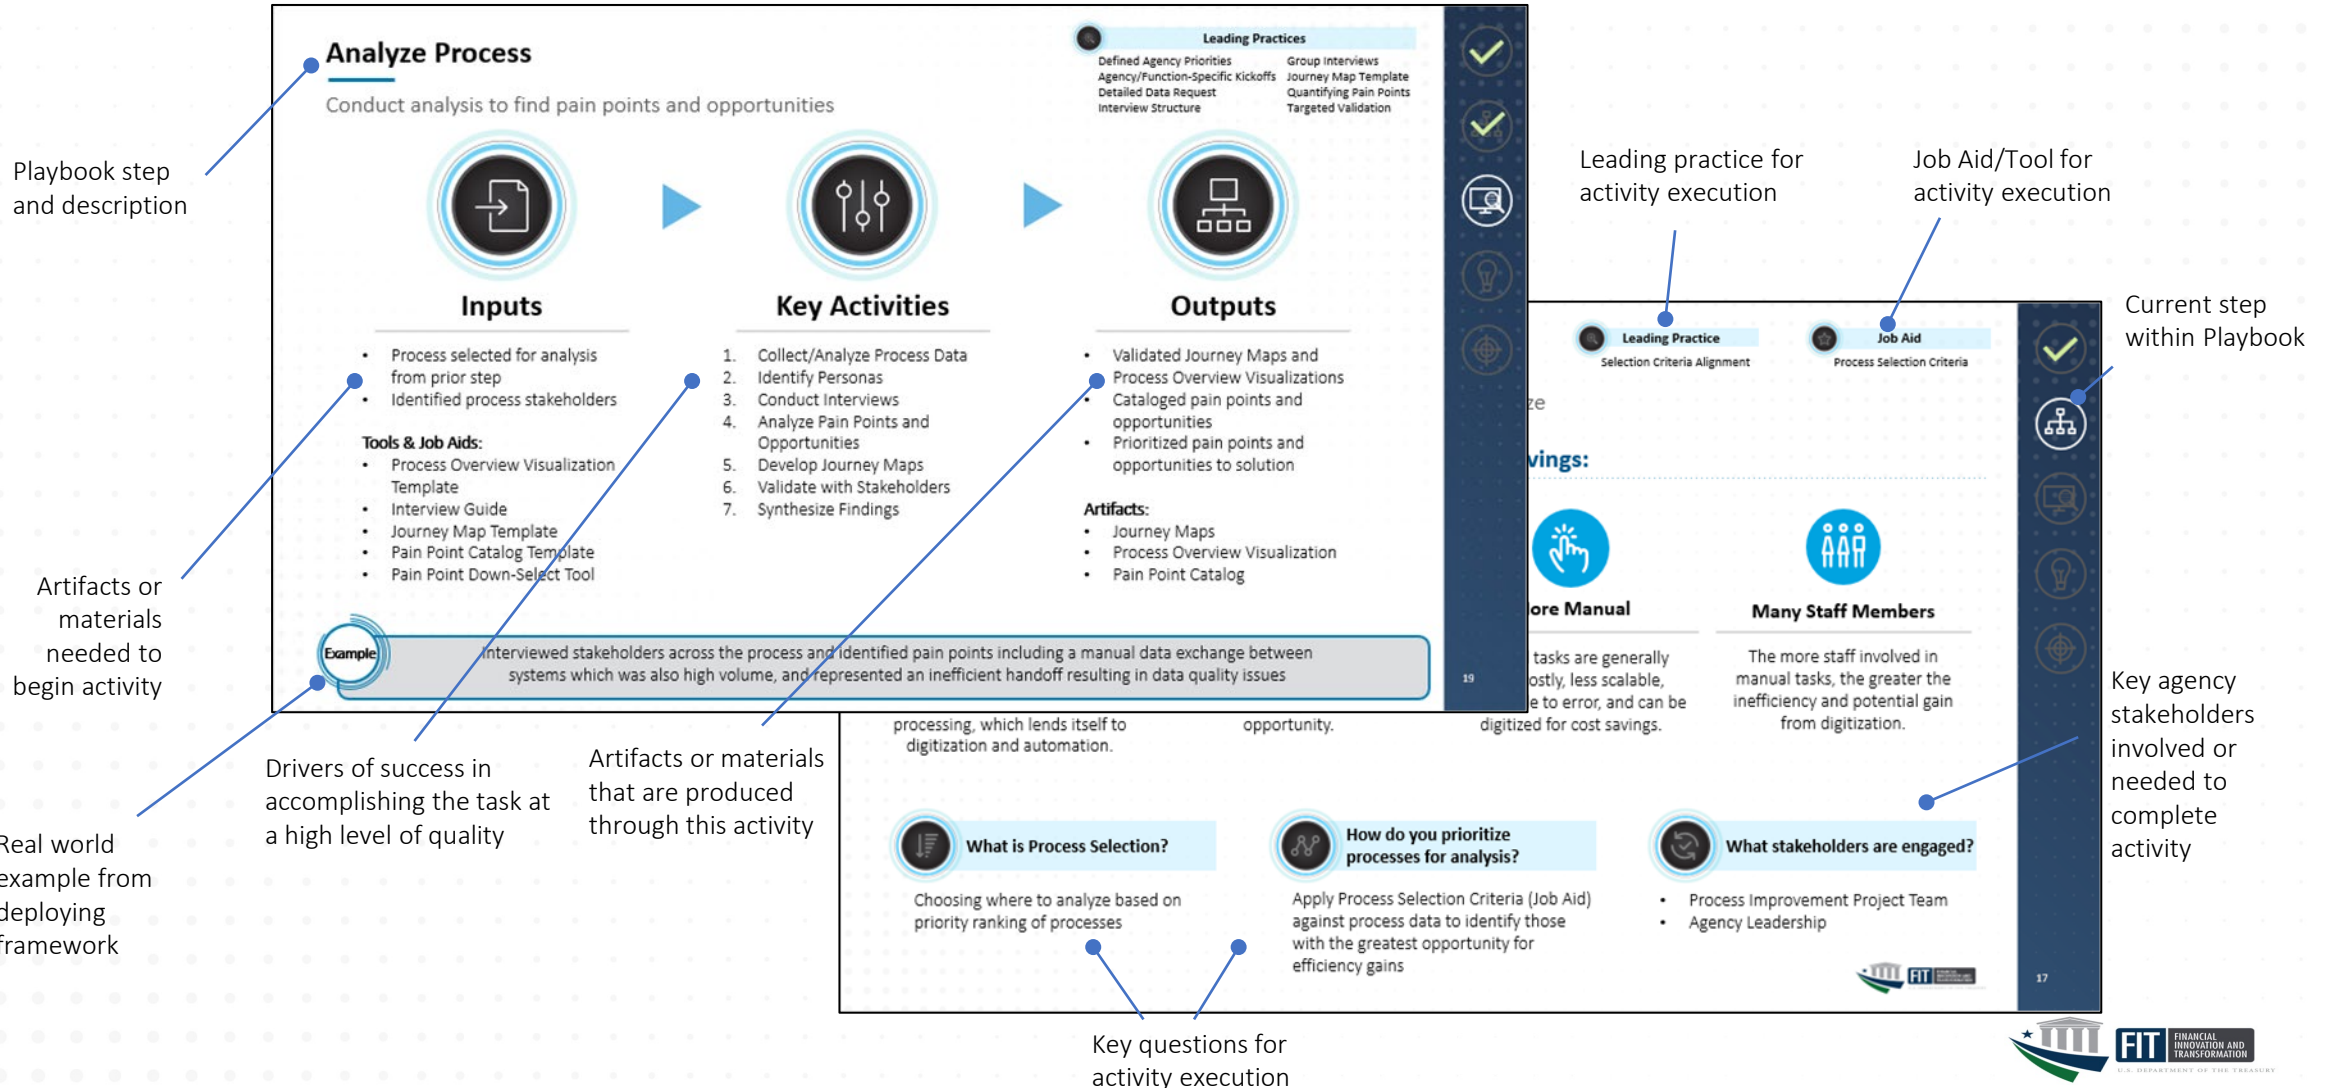 Analyze Process
Conduct analysis to find pain points and opportunities
Leading Practices
Defined Agency Priorities
Agency/Function-Specific Kickoffs
Detailed Data Request
Interview Structure
Group Interviews
Journey Map Template
Quantifying Pain Points
Targeted Validation
Inputs
• Process selected for analysis
from prior step
• Identified process stakeholders
Tools & Job Aids:
• Process Overview Visualization
Template
• Interview Guide
• Journey Map Template
• Pain Point Catalog Template
• Pain Point Down-Select Tool
Key Activities
1. Collect/Analyze Process Data
2. Identify Personas
3. Conduct Interviews
4. Analyze Pain Points and
Opportunities
5. Develop Journey Maps
6. Validate with Stakeholders
7. Synthesize Findings
Outputs
• Validated Journey Maps and
• Process Overview Visualizations
• Cataloged pain points and
opportunities
• Prioritized pain points and
opportunities to solution
Artifacts:
• Journey Maps
• Process Overview Visualization
• Pain Point Catalog
Example
Interviewed stakeholders across the process and identified pain points including a manual data exchange between
systems which was also high volume, and represented an inefficient handoff resulting in data quality issues
19
Playbook step
and description
Artifacts or
materials
needed to
begin activity
Real world
example from
deploying
framework
Drivers of success in
accomplishing the task at
a high level of quality
Artifacts or materials
that are produced
through this activity
Leading practice for
activity execution
Job Aid/Tool for
activity execution
Current step
within Playbook
Key agency
stakeholders
involved or
needed to
complete
activity
Leading Practice
Selection Criteria Alignment
Job Aid
Process Selection Criteria
ze
vings:
ore Manual
tasks are generally
ostly, less scalable,
e to error, and can be
digitized for cost savings.
Many Staff Members
The more staff involved in
manual tasks, the greater the
inefficiency and potential gain
from digitization.
processing, which lends itself to
digitization and automation.
opportunity.
What is Process Selection?
Choosing where to analyze based on
priority ranking of processes
How do you prioritize
processes for analysis?
Apply Process Selection Criteria (Job Aid)
against process data to identify those
with the greatest opportunity for
efficiency gains
What stakeholders are engaged?
• Process Improvement Project Team
• Agency Leadership
FIT
17
Key questions for
activity execution
FIT
FINANCIAL
INNOVATION AND
TRANSFORMATION
U.S. DEPARTMENT OF THE TREASURY